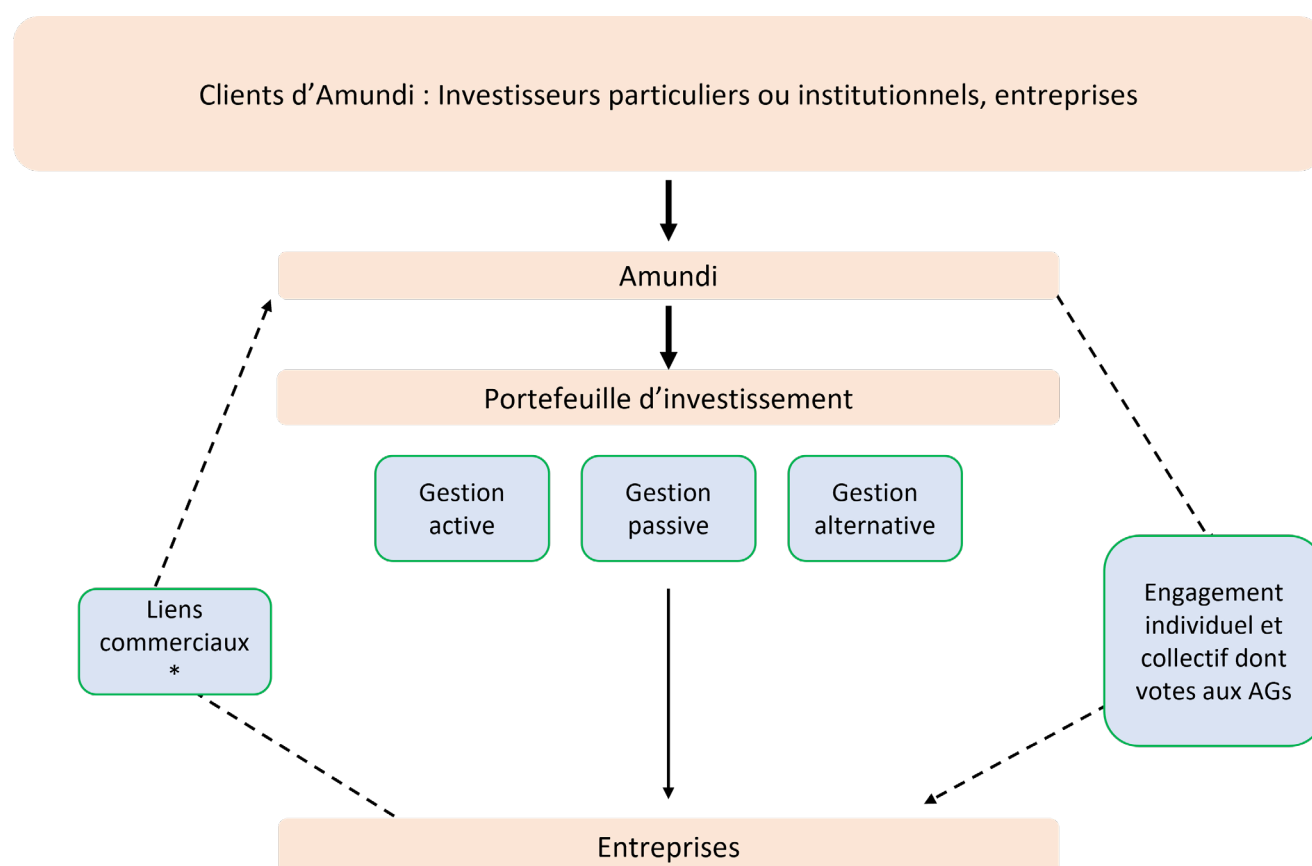 Clients d’Amundi : Investisseurs particuliers ou institutionnels, entreprises
Amundi
Portefeuille d’investissement
Gestion
active
Gestion
passive
Gestion
alternative
Liens
commerciaux
*
Engagement
individuel et
collectif dont
votes aux AGs
Entreprises